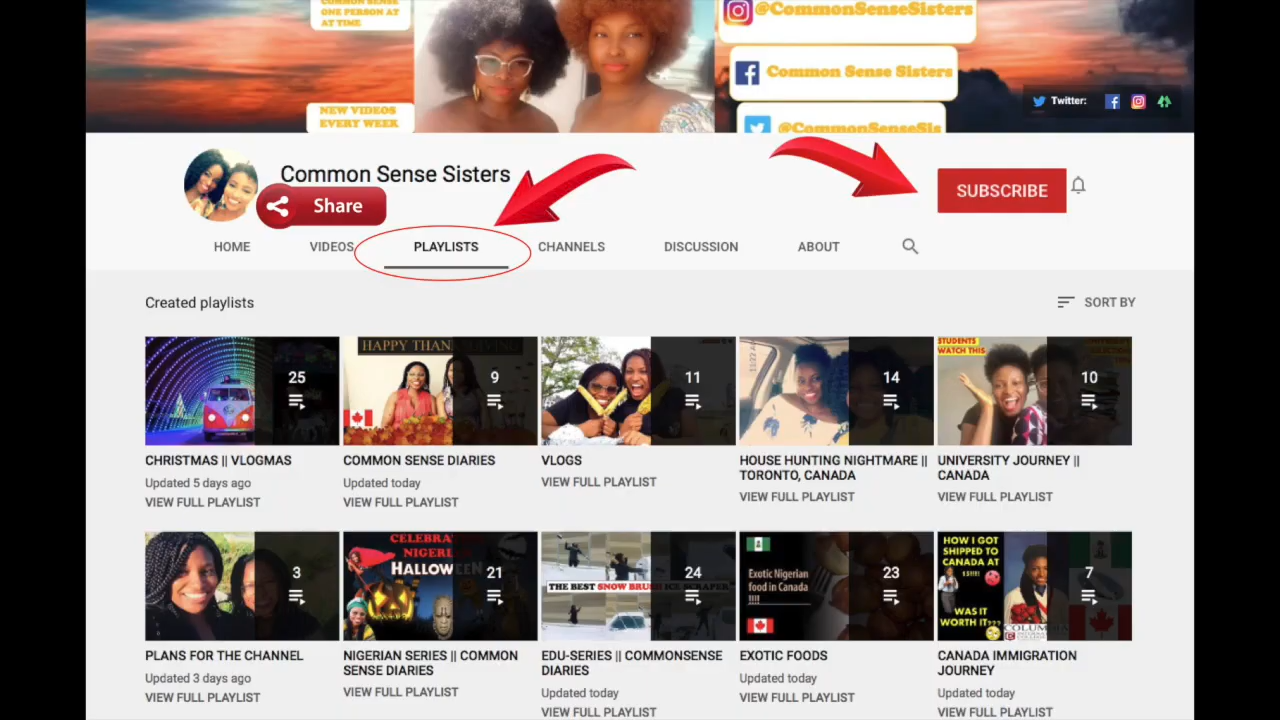 COMMON SENSE
ONE PERSON AT
AT TIME
@CommonSenseSisters
Common Sense Sisters
NEW VIDEOS
EVERY WEEK
@CommonSenseSis
Twitter:
Common Sense Sisters
Share
SUBSCRIBE
HOME
VIDEOS
PLAYLISTS
CHANNELS
DISCUSSION
ABOUT
Created playlists
SORT BY
25
HAPPY THANKSGIVING
9
11
14
STUDENTS
WATCH THIS
10
CHRISTMAS || VLOGMAS
Updated 5 days ago
VIEW FULL PLAYLIST
COMMON SENSE DIARIES
Updated today
VIEW FULL PLAYLIST
VLOGS
VIEW FULL PLAYLIST
HOUSE HUNTING NIGHTMARE ||
TORONTO, CANADA
VIEW FULL PLAYLIST
UNIVERSITY JOURNEY ||
CANADA
VIEW FULL PLAYLIST
3
CELEBRA
NIGERI
HALLOWEEN
21
THE BEST SNOW BRUSH ICE-SCRAPER
24
Exotic Nigerian
food in Canada
!!!!
23
HOW I GOT
SHIPPED TO
CANADA AT
15!!!!
WAS IT
WORTH IT???
7
PLANS FOR THE CHANNEL
Updated 3 days ago
VIEW FULL PLAYLIST
NIGERIAN SERIES || COMMON
SENSE DIARIES
VIEW FULL PLAYLIST
EDU-SERIES || COMMONSENSE
DIARIES
Updated today
VIEW FULL PLAYLIST
EXOTIC FOODS
Updated today
VIEW FULL PLAYLIST
CANADA IMMIGRATION
JOURNEY
Updated today
VIEW FULL PLAYLIST